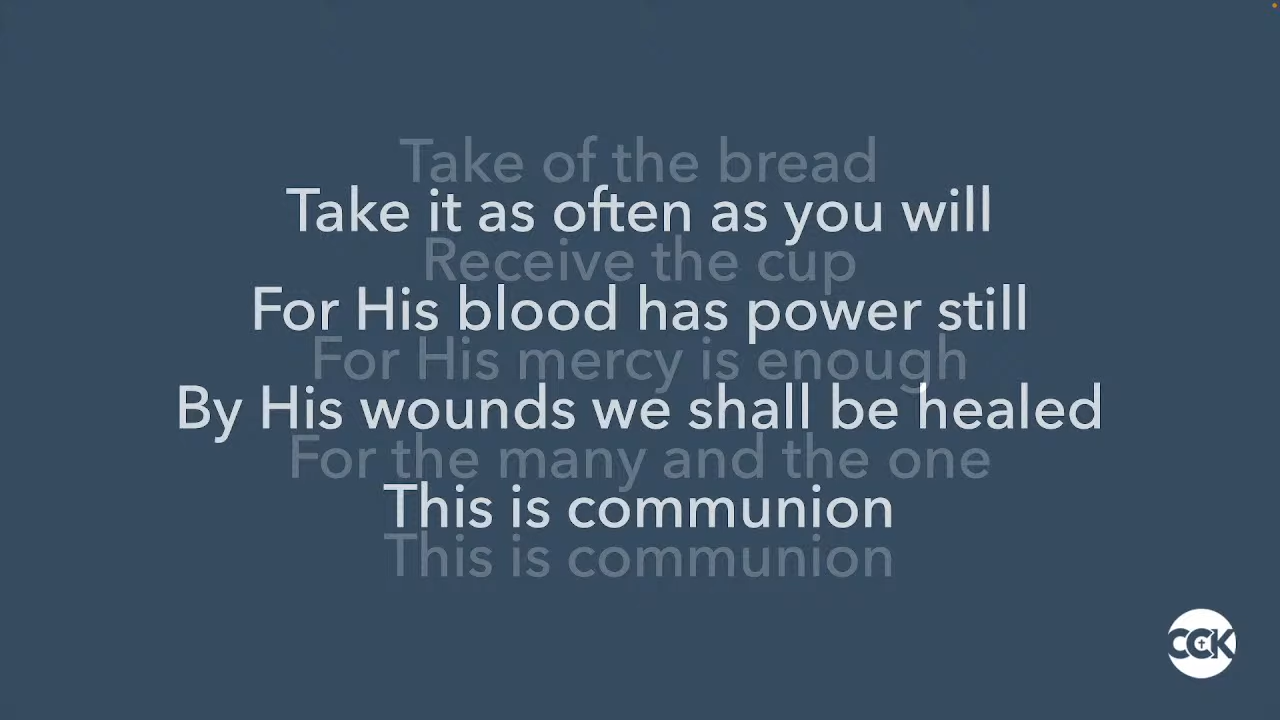 Take of the bread
Take it as often as you will
Receive the cup
For His blood has power still
For His mercy is enough
By His wounds we shall be healed
For the many and the one
This is communion
This is communion
CCK